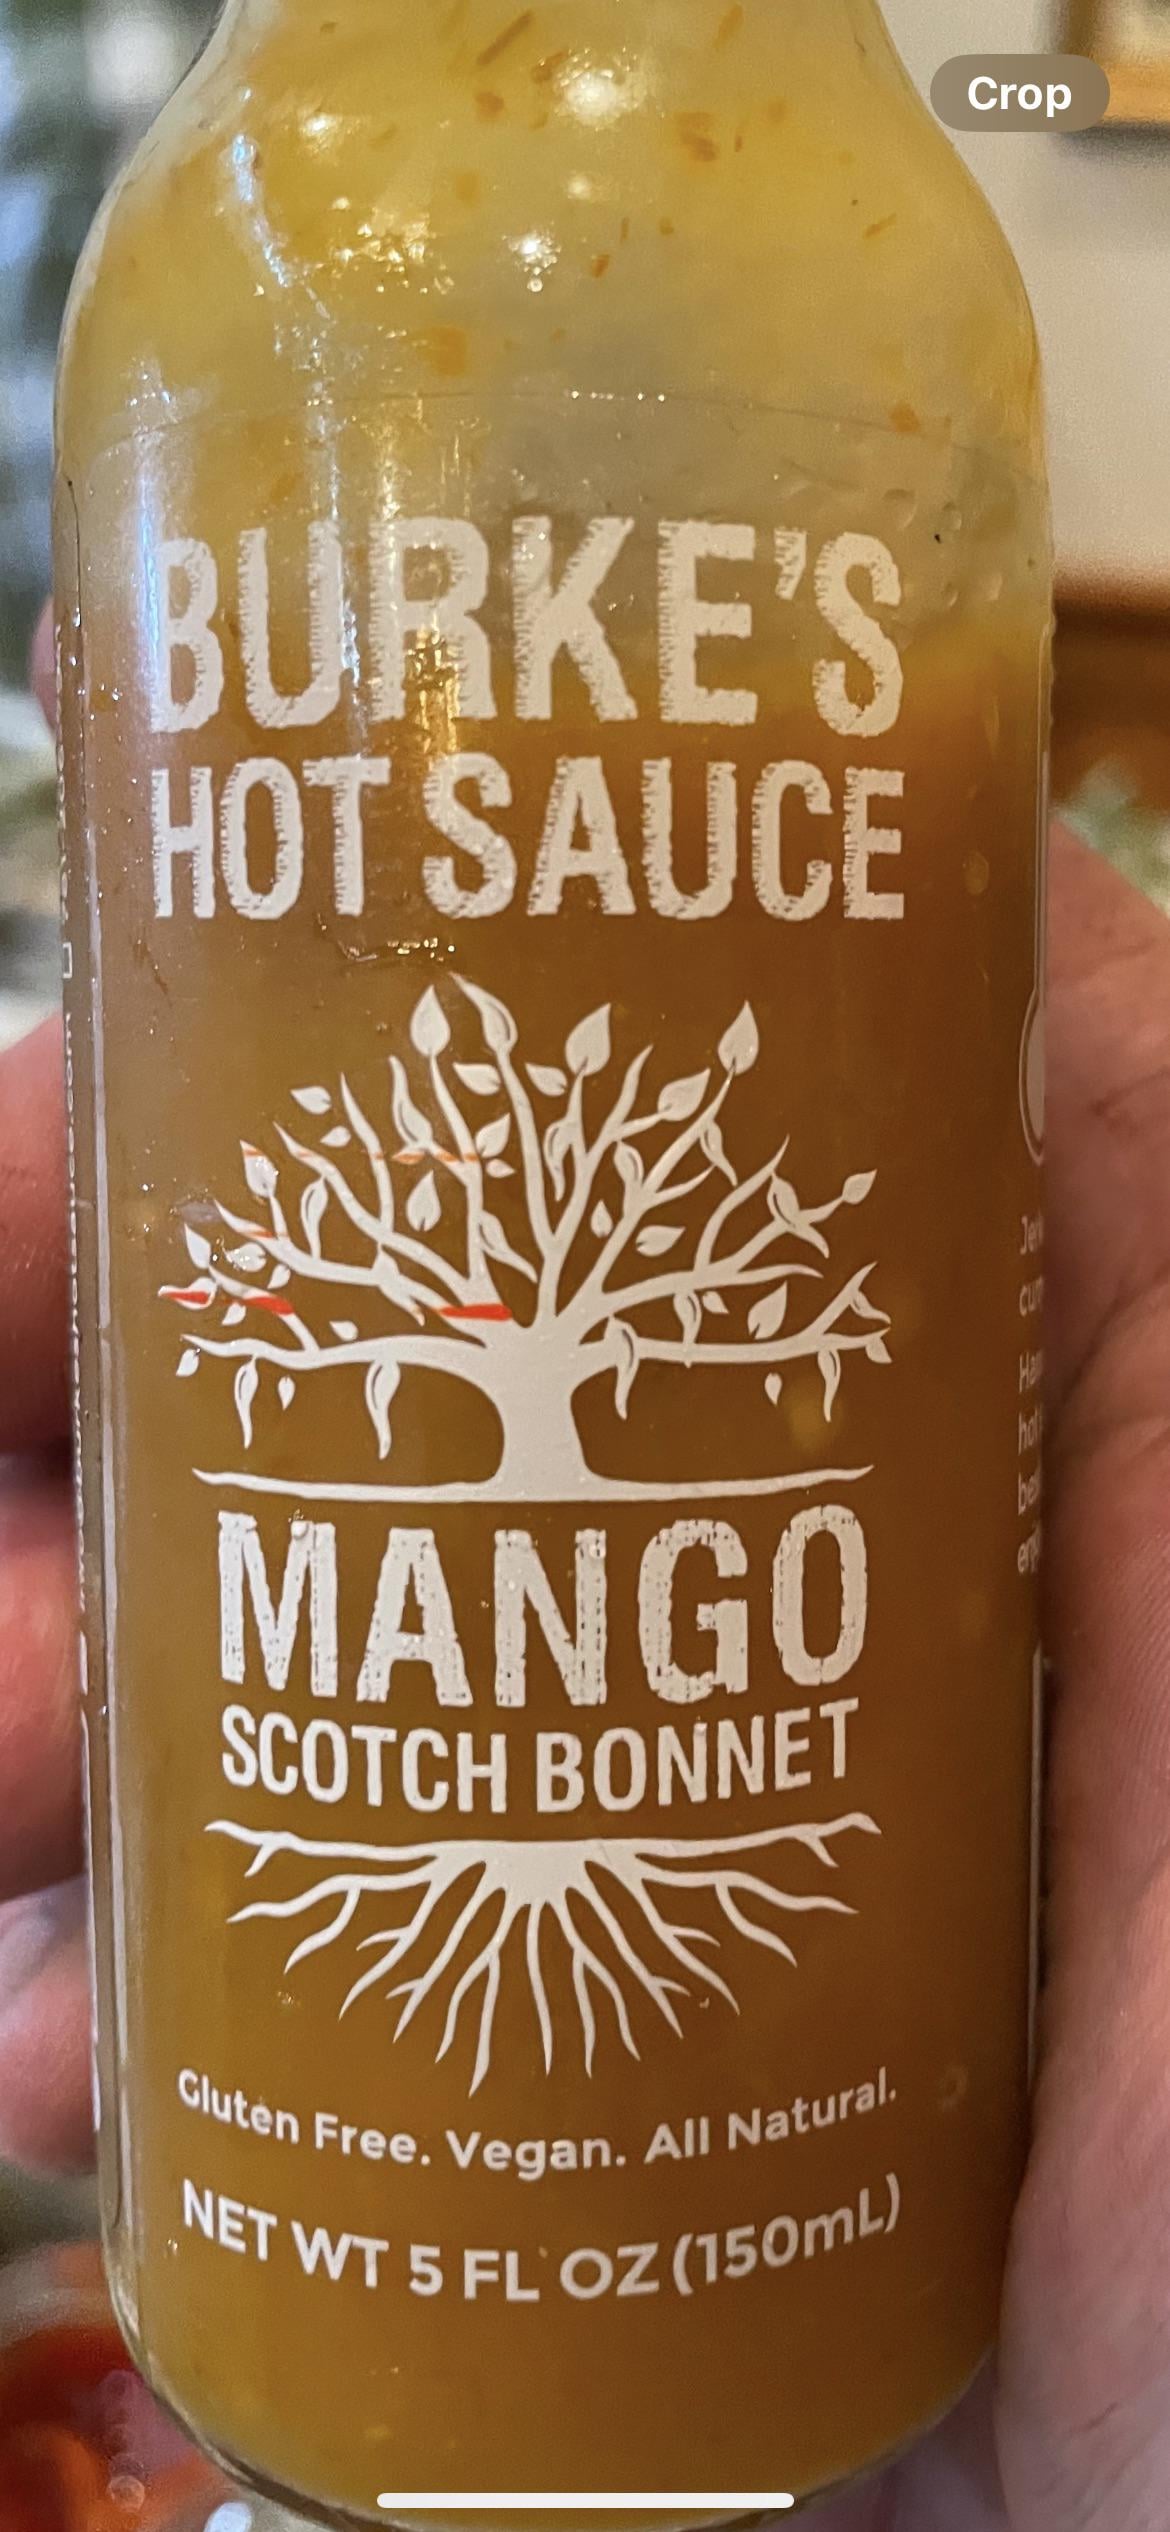 Crop
BURKE'S
HOT SAUCE
MANGO
SCOTCH BONNET
Gluten Free. Vegan. All Natural.
NET WT 5 FL OZ (150mL)